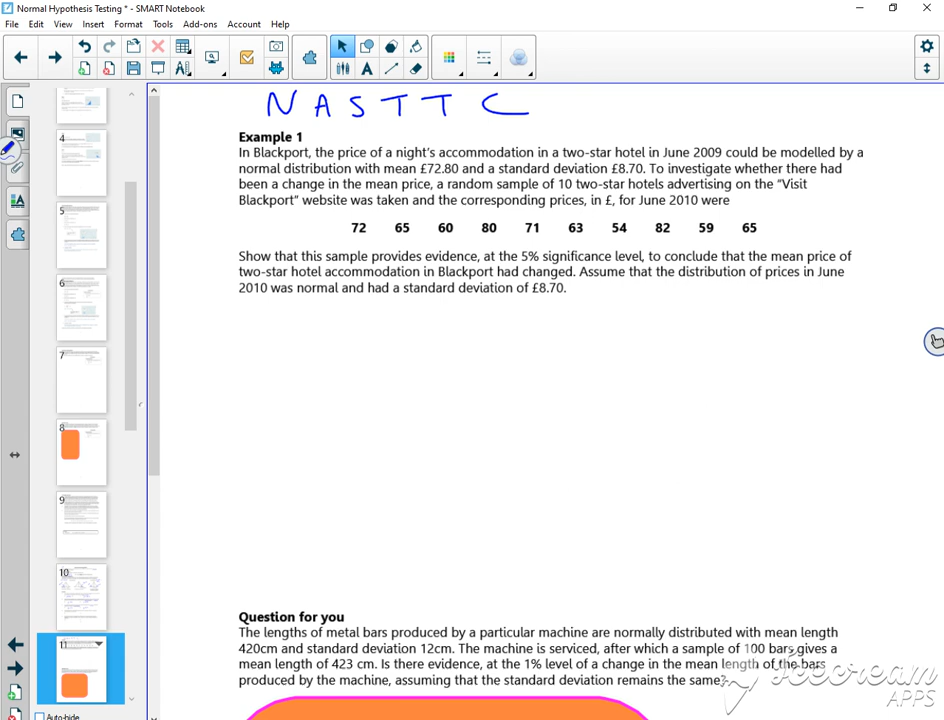 Normal Hypothesis Testing * - SMART Notebook
File Edit View Insert Format Tools Add-ons Account Help
N A S T T C
Example 1
In Blackport, the price of a night's accommodation in a two-star hotel in June 2009 could be modelled by a
normal distribution with mean £72.80 and a standard deviation £8.70. To investigate whether there had
been a change in the mean price, a random sample of 10 two-star hotels advertising on the "Visit
Blackport" website was taken and the corresponding prices, in £, for June 2010 were
72 65 60 80 71 63 54 82 59 65
Show that this sample provides evidence, at the 5% significance level, to conclude that the mean price of
two-star hotel accommodation in Blackport had changed. Assume that the distribution of prices in June
2010 was normal and had a standard deviation of £8.70.
4
5
6
7
8
9
10
11
Question for you
The lengths of metal bars produced by a particular machine are normally distributed with mean length
420cm and standard deviation 12cm. The machine is serviced, after which a sample of 100 bars gives a
mean length of 423 cm. Is there evidence, at the 1% level of a change in the mean length of the bars
produced by the machine, assuming that the standard deviation remains the same?
Icecream
APPS
Auto-hide